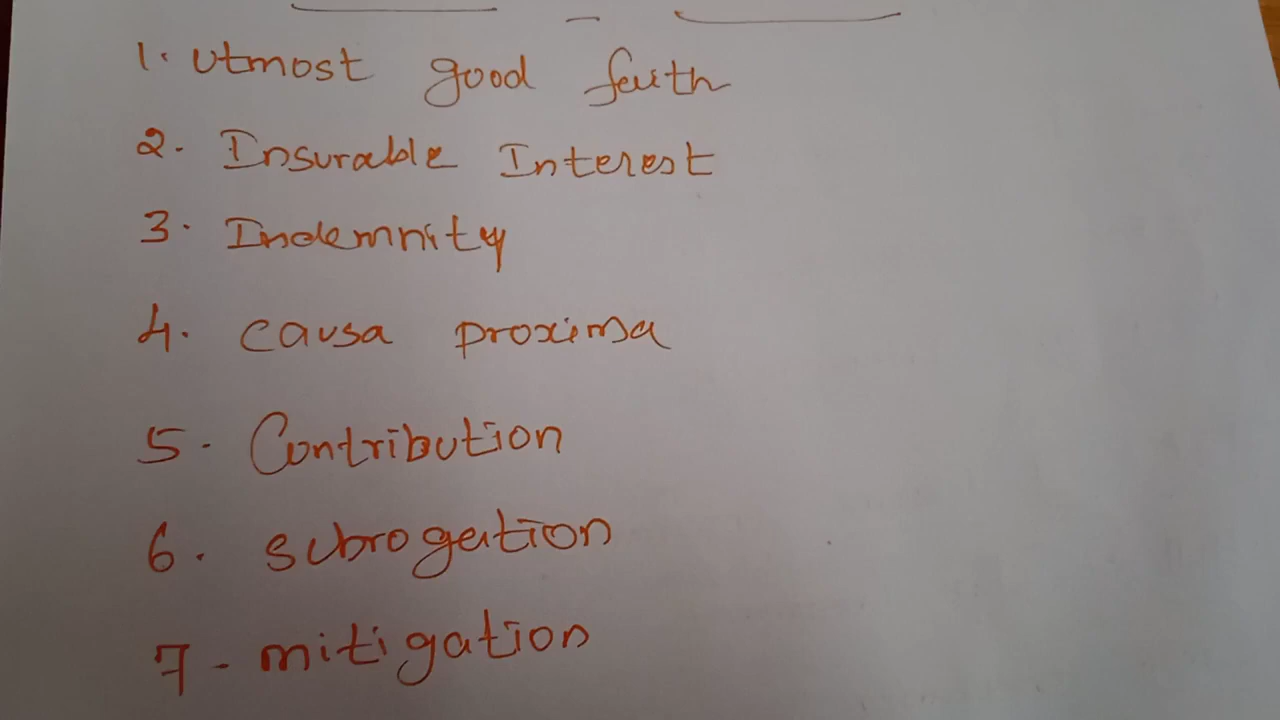 1. Utmost good faith
2. Insurable Interest
3. Indemnity
4. causa proxima
5. Contribution
6. subrogation
7. mitigation